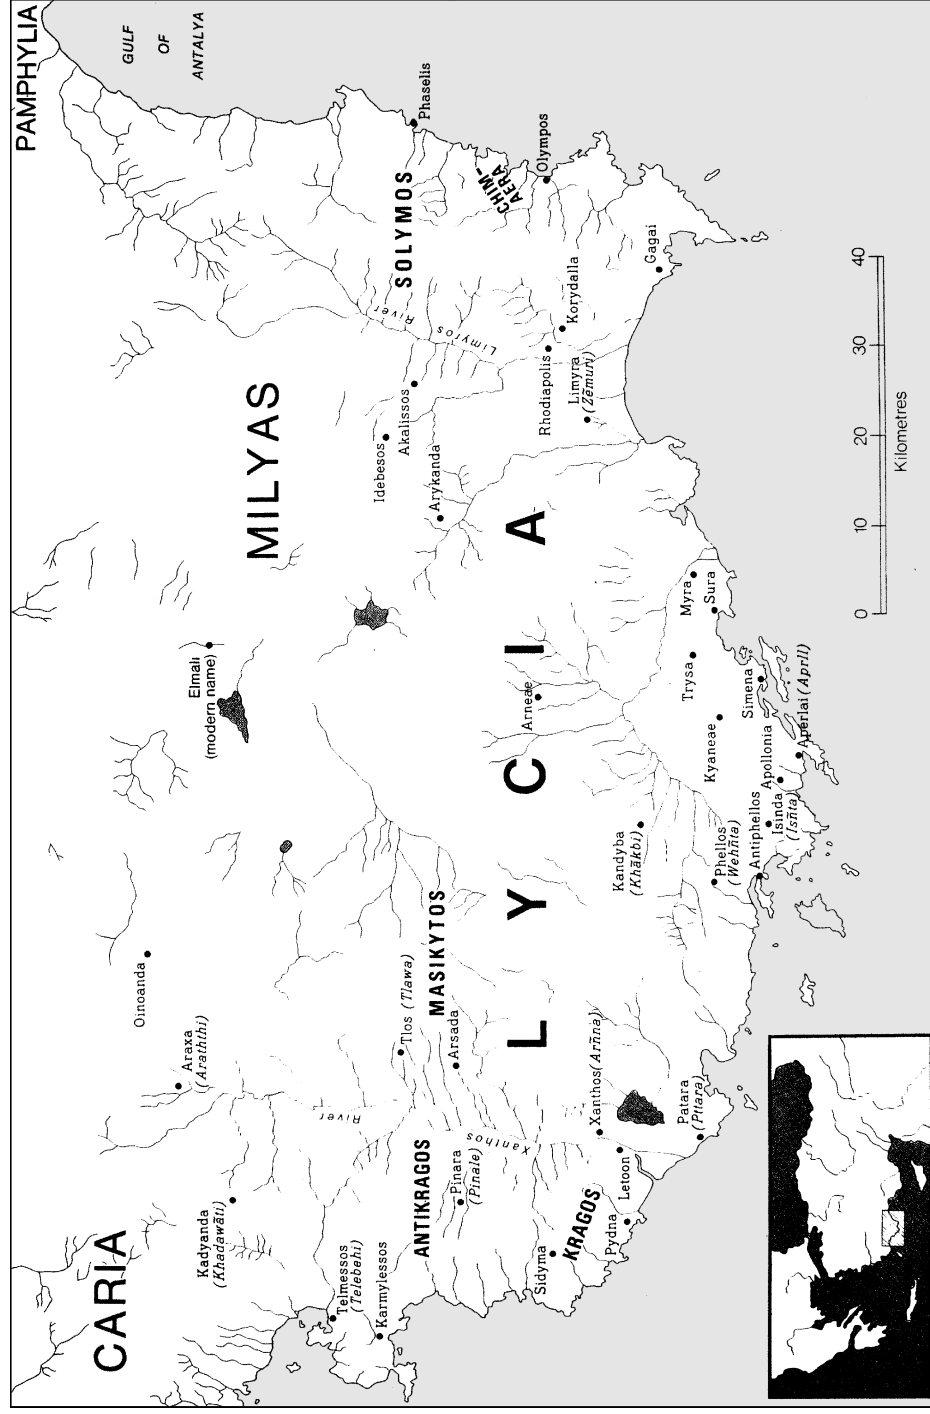 PAMPHYLIA
GULF
OF
ANTALYA
Phaselis
SOLYMOS
CHIM-
AERA
Olympos
Gagai
Limyros River
Korydalla
Rhodiapolis
Limyra
(Zẽmuri)
MILYAS
Akalissos
Idebesos
Arykanda
Elmalı
(modern name)
Myra
Sura
Trysa
Arneae
Simena
Kyaneae
Aperlai (Aprll)
Apollonia
Isinda
(Isñta)
Antiphellos
Phellos
(Wehñta)
Kandyba
(Khãkbi)
LYCIA
Oinoanda
MASIKYTOS
Tlos (Tlawa)
Arsada
Araxa
(Araththi)
Xanthos River
Xanthos (Arñna)
Patara
(Pttara)
Letoon
Pydna
KRAGOS
Sidyma
ANTIKRAGOS
Pinara
(Pinale)
Kadyanda
(Khadawãti)
CARIA
Telmessos
(Telebehi)
Karmylessos
0 10 20 30 40
Kilometres